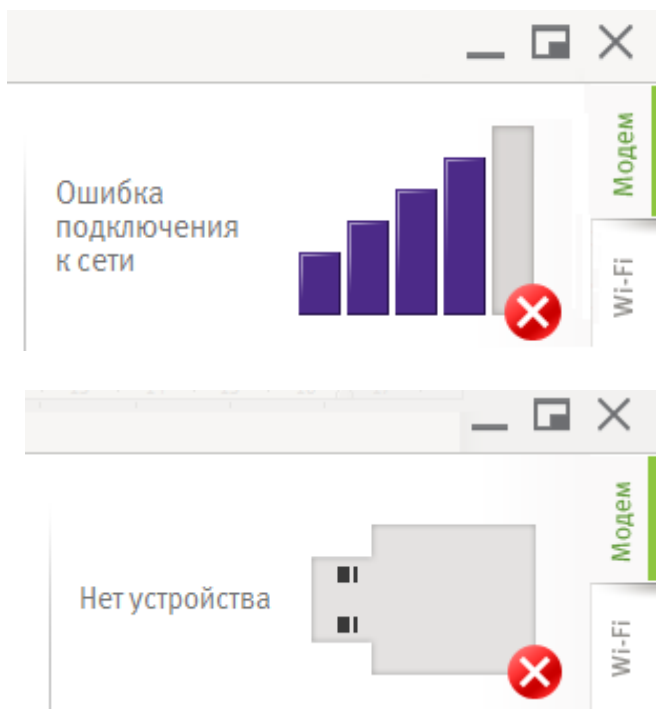 Модем
Ошибка
подключения
к сети
Wi-Fi
Модем
Нет устройства
Wi-Fi